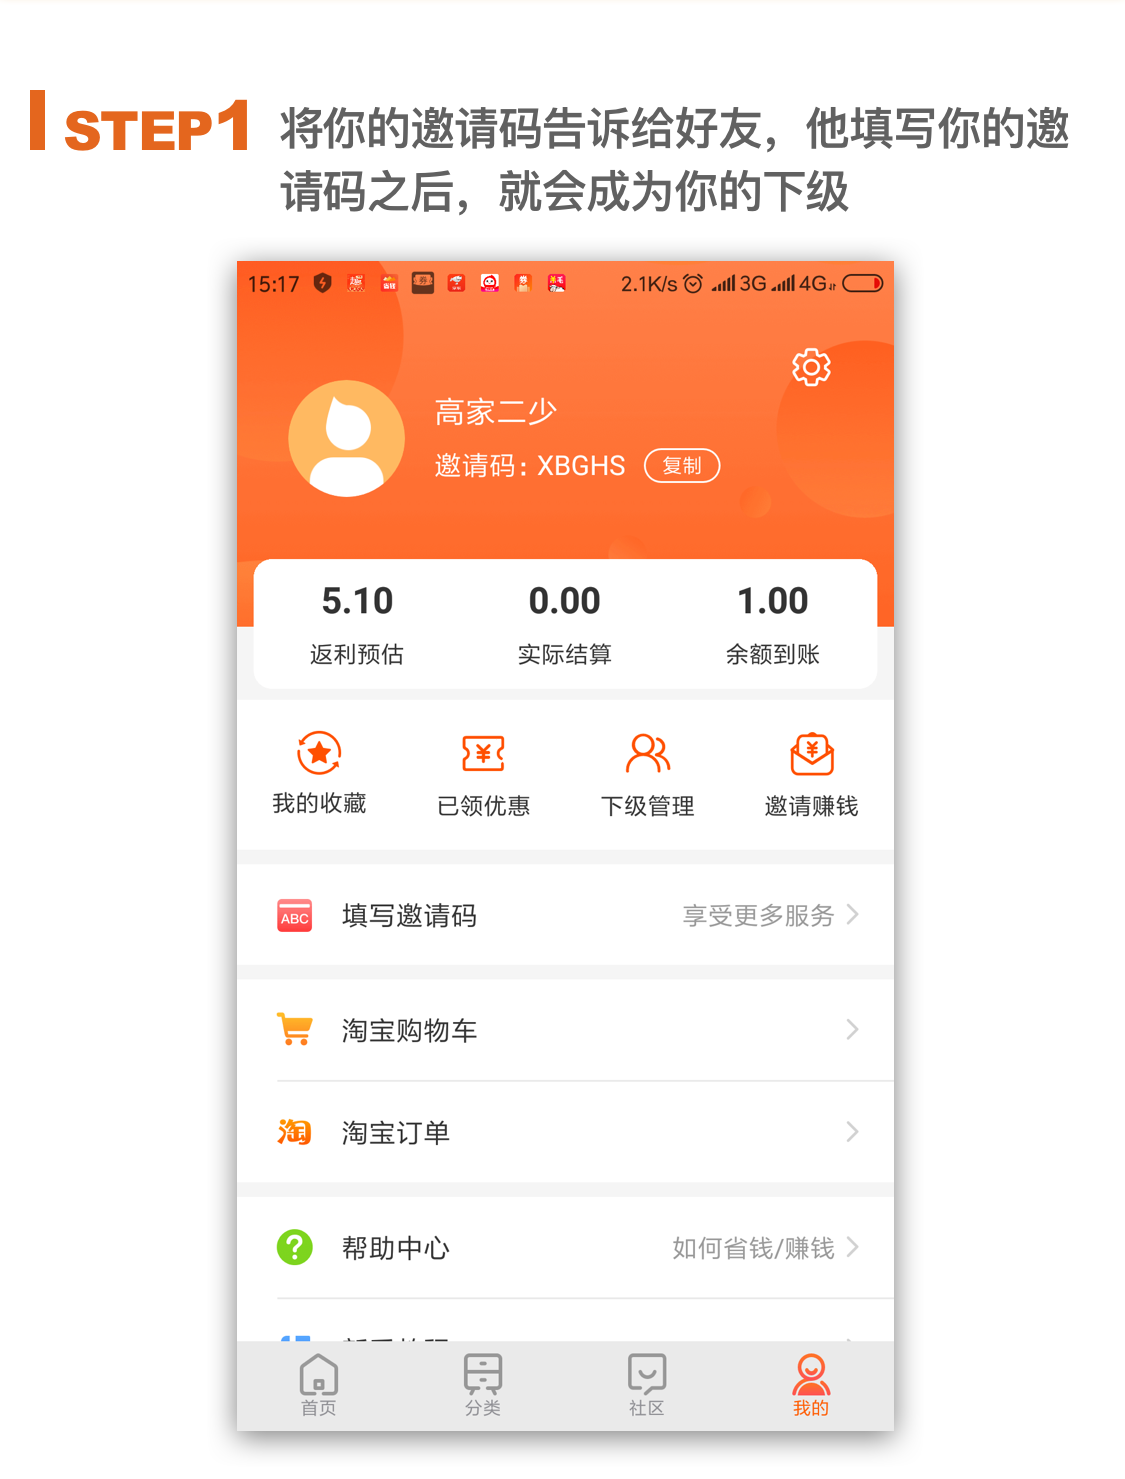 STEP1 将你的邀请码告诉给好友，他填写你的邀
请码之后，就会成为你的下级
15:17 2.1K/s 3G 4G
高家二少
邀请码：XBGHS 复制
5.10 0.00 1.00
返利预估 实际结算 余额到账
我的收藏 已领优惠 下级管理 邀请赚钱
ABC 填写邀请码 享受更多服务
淘宝购物车
淘 淘宝订单
? 帮助中心 如何省钱/赚钱
首页 分类 社区 我的